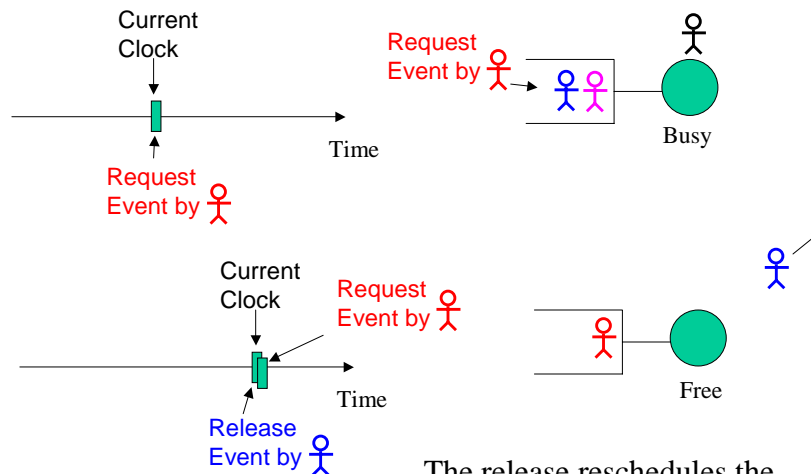 Current
Clock
Time
Request
Event by
Request
Event by
Busy
Current
Clock
Request
Event by
Time
Release
Event by
Free
The release reschedules the